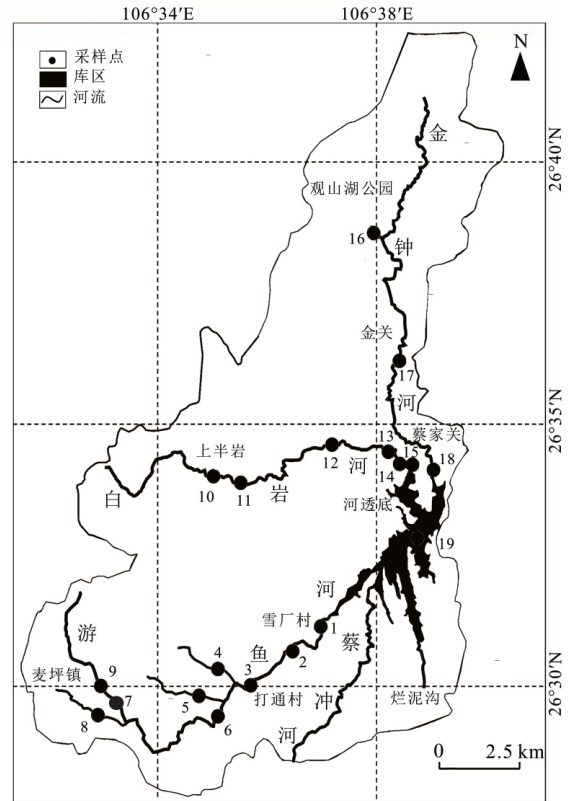 106°34′E
106°38′E
采样点
库区
河流
N
金
26°40′N
观山湖公园
16
钟
金关
17
河
26°35′N
13
蔡家关
12
上半岩
河
14
15
18
10
11
岩
白
河透底
19
河
雪厂村
1
游
4
鱼
2
蔡
麦坪镇
9
3
26°30′N
7
5
打通村
冲
烂泥沟
8
6
河
0
2.5 km